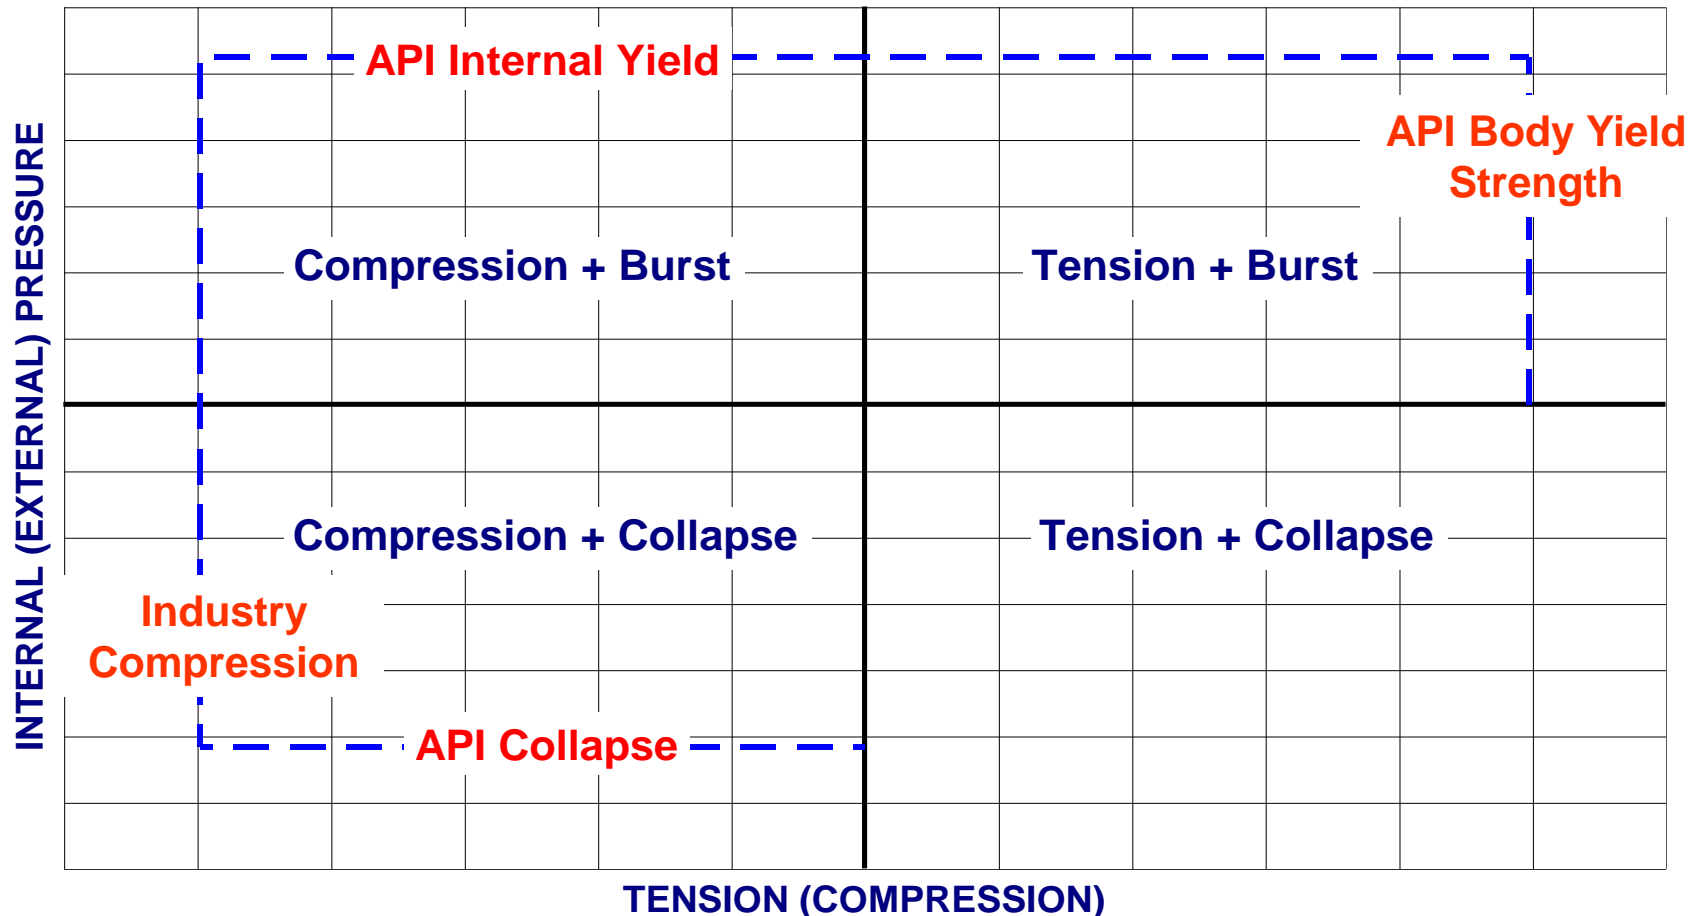 API Internal Yield
API Body Yield
Strength
INTERNAL (EXTERNAL) PRESSURE
Compression + Burst
Tension + Burst
Compression + Collapse
Tension + Collapse
Industry
Compression
API Collapse
TENSION (COMPRESSION)